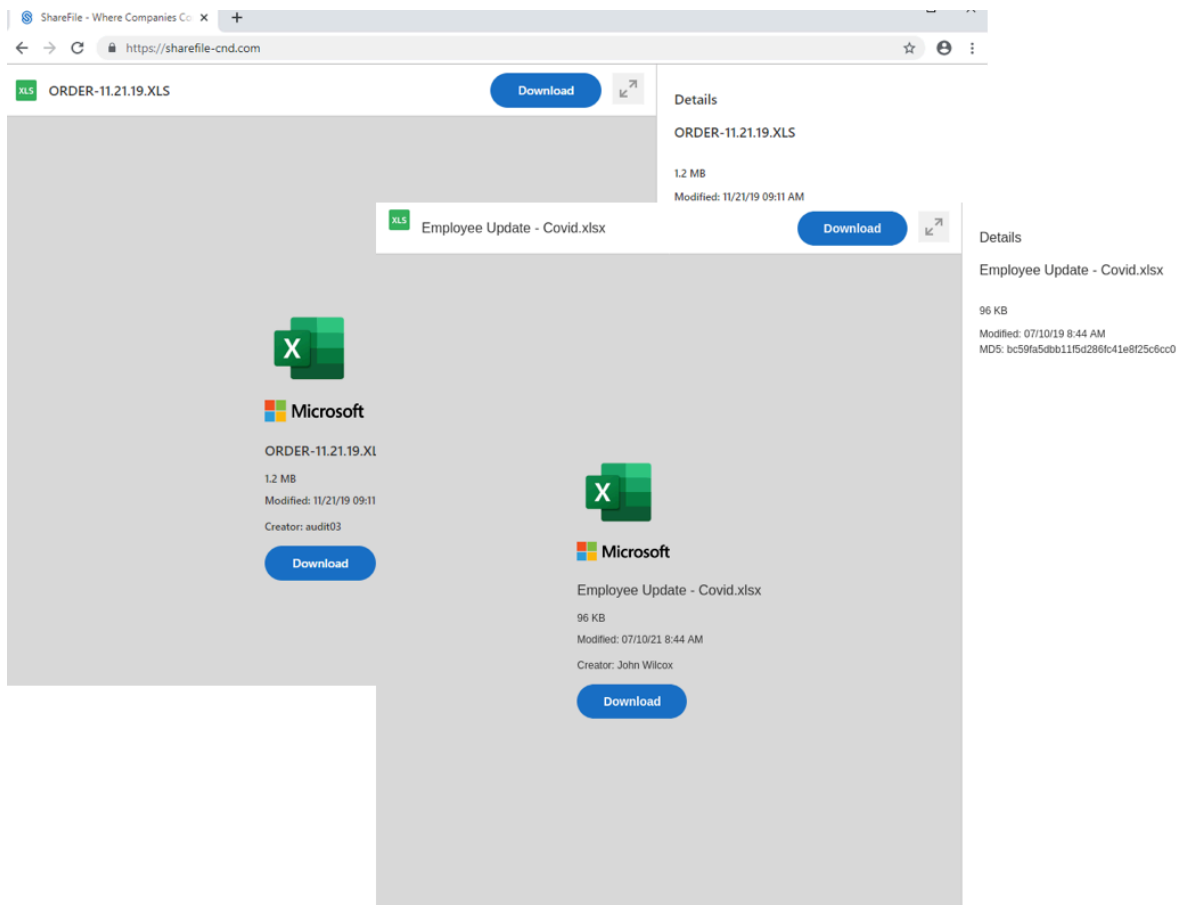 ShareFile - Where Companies Co
https://sharefile-cnd.com
XLS ORDER-11.21.19.XLS Download
Details
ORDER-11.21.19.XLS
1.2 MB
Modified: 11/21/19 09:11 AM
X
Microsoft
ORDER-11.21.19.XL
1.2 MB
Modified: 11/21/19 09:11
Creator: audit03
Download
XLS Employee Update - Covid.xlsx Download
Details
Employee Update - Covid.xlsx
96 KB
Modified: 07/10/19 8:44 AM
MD5: bc59fa5dbb11f5d286fc41e8f25c6cc0
X
Microsoft
Employee Update - Covid.xlsx
96 KB
Modified: 07/10/21 8:44 AM
Creator: John Wilcox
Download